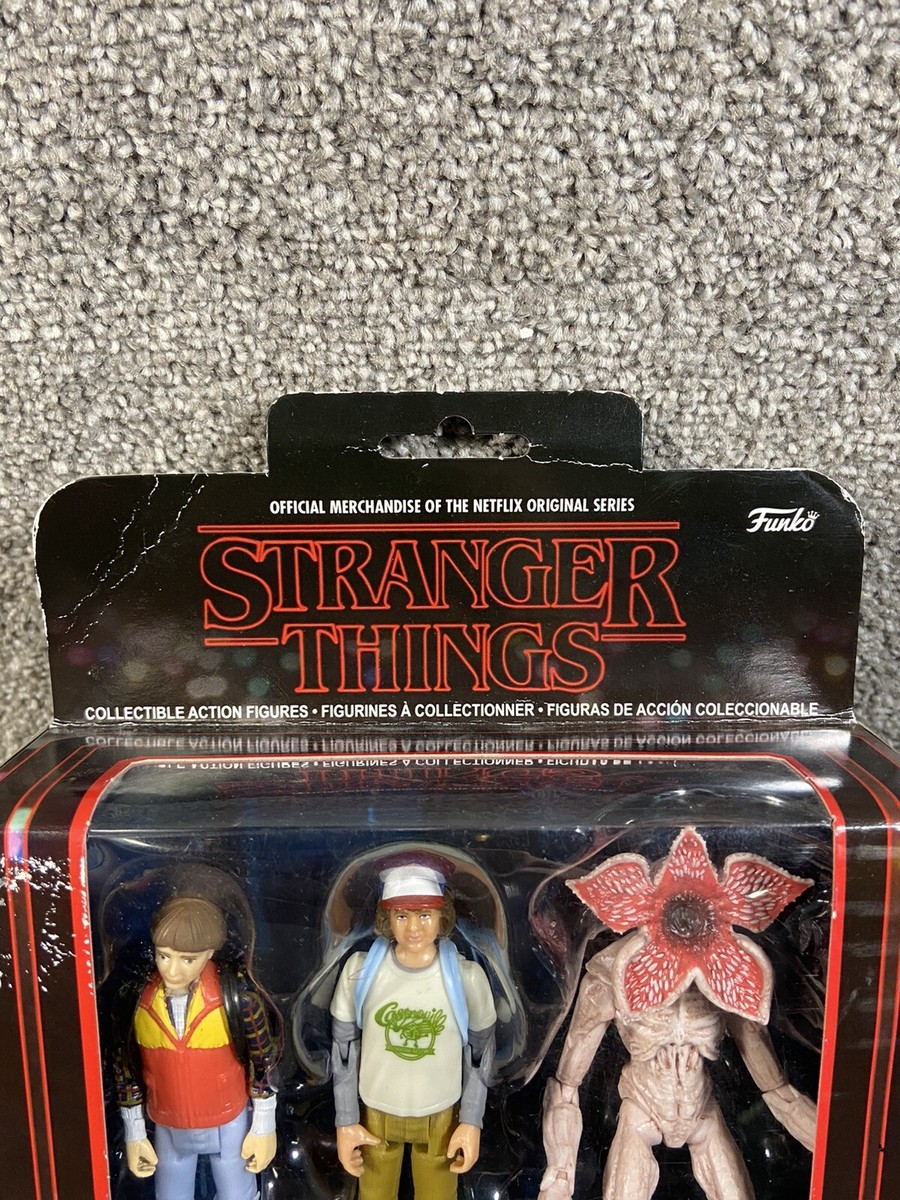 OFFICIAL MERCHANDISE OF THE NETFLIX ORIGINAL SERIES
Funko
STRANGER
THINGS
COLLECTIBLE ACTION FIGURES • FIGURINES À COLLECTIONNER • FIGURAS DE ACCIÓN COLECCIONABLE